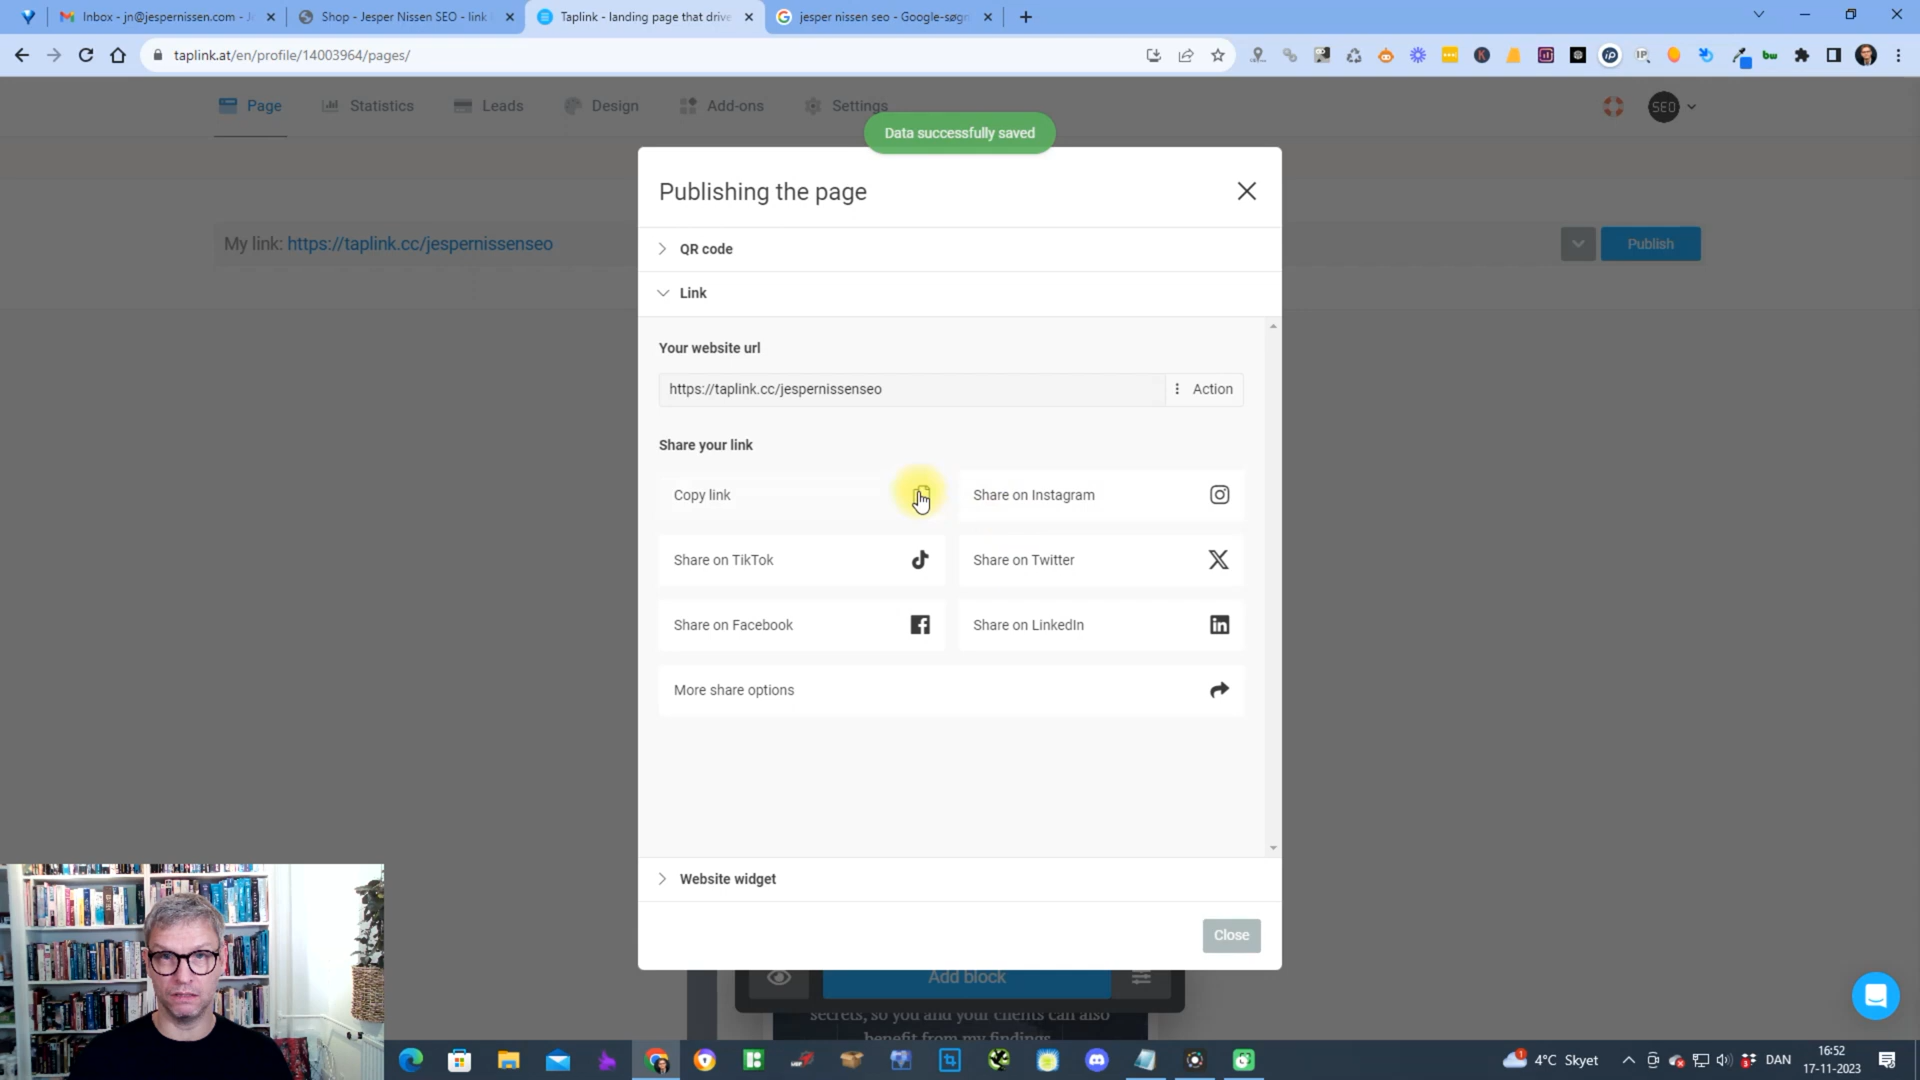 Inbox - jn@jespernissen.com - J
Shop - Jesper Nissen SEO - link
Taplink - landing page that drive
jesper nissen seo - Google-søgn
taplink.at/en/profile/14003964/pages/
Page
Statistics
Leads
Design
Add-ons
Settings
SEO
Data successfully saved
Publishing the page
My link: https://taplink.cc/jespernissenseo
Publish
QR code
Link
Your website url
https://taplink.cc/jespernissenseo
Action
Share your link
Copy link
Share on Instagram
Share on TikTok
Share on Twitter
Share on Facebook
Share on LinkedIn
More share options
Website widget
Close
Add block
secrets, so you and your clients can also
benefit from my findings
4°C Skyet
DAN
16:52
17-11-2023